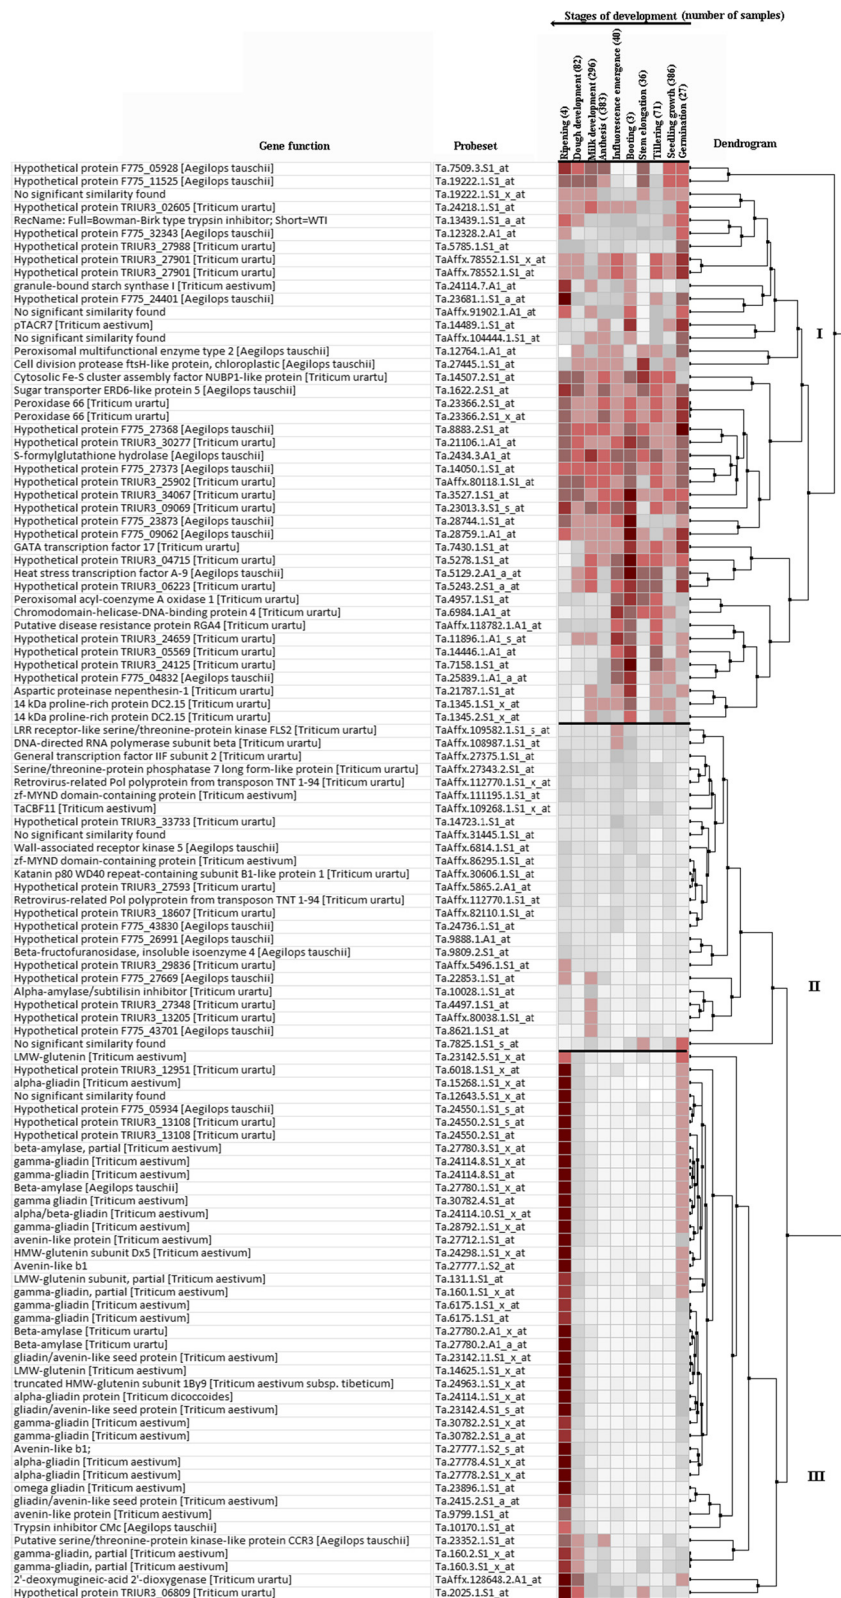 Stages of development (number of samples)
Gene function Probeset Ripening (4) Dough development (82) Milk development (296) Anthesis ((383) Influorescence emergence (48) Booting (3) Stem elongation (36) Tillering (71) Seedling growth (386) Germination (27) Dendrogram
Hypothetical protein F775_05928 [Aegilops tauschii] Ta.7509.3.S1_at
Hypothetical protein F775_11525 [Aegilops tauschii] Ta.19222.1.S1_at
No significant similarity found Ta.19222.1.S1_x_at
Hypothetical protein TRIUR3_02605 [Triticum urartu] Ta.24218.1.S1_at
RecName: Full=Bowman-Birk type trypsin inhibitor; Short=WTI Ta.13439.1.S1_a_at
Hypothetical protein F775_32343 [Aegilops tauschii] Ta.12328.2.A1_at
Hypothetical protein TRIUR3_27988 [Triticum urartu] Ta.5785.1.S1_at
Hypothetical protein TRIUR3_27901 [Triticum urartu] TaAffx.78552.1.S1_x_at
Hypothetical protein TRIUR3_27901 [Triticum urartu] TaAffx.78552.1.S1_at
granule-bound starch synthase I [Triticum aestivum] Ta.24114.7.A1_at
Hypothetical protein F775_24401 [Aegilops tauschii] Ta.23681.1.S1_a_at
No significant similarity found TaAffx.91902.1.A1_at
pTACR7 [Triticum aestivum] Ta.14489.1.S1_at
No significant similarity found TaAffx.104444.1.S1_at
I
Peroxisomal multifunctional enzyme type 2 [Aegilops tauschii] Ta.12764.1.A1_at
Cell division protease ftsH-like protein, chloroplastic [Aegilops tauschii] Ta.27445.1.S1_at
Cytosolic Fe-S cluster assembly factor NUBP1-like protein [Triticum urartu] Ta.14507.2.S1_at
Sugar transporter ERD6-like protein 5 [Aegilops tauschii] Ta.1622.2.S1_at
Peroxidase 66 [Triticum urartu] Ta.23366.2.S1_at
Peroxidase 66 [Triticum urartu] Ta.23366.2.S1_x_at
Hypothetical protein F775_27368 [Aegilops tauschii] Ta.8883.2.S1_at
Hypothetical protein TRIUR3_30277 [Triticum urartu] Ta.21106.1.A1_at
S-formylglutathione hydrolase [Aegilops tauschii] Ta.2434.3.A1_at
Hypothetical protein F775_27373 [Aegilops tauschii] Ta.14050.1.S1_at
Hypothetical protein TRIUR3_25902 [Triticum urartu] TaAffx.80118.1.S1_at
Hypothetical protein TRIUR3_34067 [Triticum urartu] Ta.3527.1.S1_at
Hypothetical protein TRIUR3_09069 [Triticum urartu] Ta.23013.3.S1_s_at
Hypothetical protein F775_23873 [Aegilops tauschii] Ta.28744.1.S1_at
Hypothetical protein F775_09062 [Aegilops tauschii] Ta.28759.1.A1_at
GATA transcription factor 17 [Triticum urartu] Ta.7430.1.S1_at
Hypothetical protein TRIUR3_04715 [Triticum urartu] Ta.5278.1.S1_at
Heat stress transcription factor A-9 [Aegilops tauschii] Ta.5129.2.A1_a_at
Hypothetical protein TRIUR3_06223 [Triticum urartu] Ta.5243.2.S1_a_at
Peroxisomal acyl-coenzyme A oxidase 1 [Triticum urartu] Ta.4957.1.S1_at
Chromodomain-helicase-DNA-binding protein 4 [Triticum urartu] Ta.6984.1.A1_at
Putative disease resistance protein RGA4 [Triticum urartu] TaAffx.118782.1.A1_at
Hypothetical protein TRIUR3_24659 [Triticum urartu] Ta.11896.1.A1_s_at
Hypothetical protein TRIUR3_05569 [Triticum urartu] Ta.14446.1.A1_at
Hypothetical protein TRIUR3_24125 [Triticum urartu] Ta.7158.1.S1_at
Hypothetical protein F775_04832 [Aegilops tauschii] Ta.25839.1.A1_a_at
Aspartic proteinase nepenthesin-1 [Triticum urartu] Ta.21787.1.S1_at
14 kDa proline-rich protein DC2.15 [Triticum urartu] Ta.1345.1.S1_x_at
14 kDa proline-rich protein DC2.15 [Triticum urartu] Ta.1345.2.S1_x_at
LRR receptor-like serine/threonine-protein kinase FLS2 [Triticum urartu] TaAffx.109582.1.S1_s_at
DNA-directed RNA polymerase subunit beta [Triticum urartu] TaAffx.108987.1.S1_at
General transcription factor IIF subunit 2 [Triticum urartu] TaAffx.27375.1.S1_at
Serine/threonine-protein phosphatase 7 long form-like protein [Triticum urartu] TaAffx.27343.2.S1_at
Retrovirus-related Pol polyprotein from transposon TNT 1-94 [Triticum urartu] TaAffx.112770.1.S1_x_at
zf-MYND domain-containing protein [Triticum aestivum] TaAffx.111195.1.S1_at
TaCBF11 [Triticum aestivum] TaAffx.109268.1.S1_x_at
Hypothetical protein TRIUR3_33733 [Triticum urartu] Ta.14723.1.S1_at
No significant similarity found TaAffx.31445.1.S1_at
Wall-associated receptor kinase 5 [Aegilops tauschii] TaAffx.6814.1.S1_at
zf-MYND domain-containing protein [Triticum aestivum] TaAffx.86295.1.S1_at
Katanin p80 WD40 repeat-containing subunit B1-like protein 1 [Triticum urartu] TaAffx.30606.1.S1_at
Hypothetical protein TRIUR3_27593 [Triticum urartu] TaAffx.5865.2.A1_at
Retrovirus-related Pol polyprotein from transposon TNT 1-94 [Triticum urartu] TaAffx.112770.1.S1_at
Hypothetical protein TRIUR3_18607 [Triticum urartu] TaAffx.82110.1.S1_at
Hypothetical protein F775_43830 [Aegilops tauschii] Ta.24736.1.S1_at
Hypothetical protein F775_26991 [Aegilops tauschii] Ta.9888.1.A1_at
Beta-fructofuranosidase, insoluble isoenzyme 4 [Aegilops tauschii] Ta.9809.2.S1_at
Hypothetical protein TRIUR3_29836 [Triticum urartu] TaAffx.5496.1.S1_at
Hypothetical protein F775_27669 [Aegilops tauschii] Ta.22853.1.S1_at
II
Alpha-amylase/subtilisin inhibitor [Triticum urartu] Ta.10028.1.S1_at
Hypothetical protein TRIUR3_27348 [Triticum urartu] Ta.4497.1.S1_at
Hypothetical protein TRIUR3_13205 [Triticum urartu] TaAffx.80038.1.S1_at
Hypothetical protein F775_43701 [Aegilops tauschii] Ta.8621.1.S1_at
No significant similarity found Ta.7825.1.S1_s_at
LMW-glutenin [Triticum aestivum] Ta.23142.5.S1_x_at
Hypothetical protein TRIUR3_12951 [Triticum urartu] Ta.6018.1.S1_x_at
alpha-gliadin [Triticum aestivum] Ta.15268.1.S1_x_at
No significant similarity found Ta.12643.5.S1_x_at
Hypothetical protein F775_05934 [Aegilops tauschii] Ta.24550.1.S1_s_at
Hypothetical protein TRIUR3_13108 [Triticum urartu] Ta.24550.2.S1_s_at
Hypothetical protein TRIUR3_13108 [Triticum urartu] Ta.24550.2.S1_at
beta-amylase, partial [Triticum aestivum] Ta.27780.3.S1_x_at
gamma-gliadin [Triticum aestivum] Ta.24114.8.S1_x_at
gamma-gliadin [Triticum aestivum] Ta.24114.8.S1_at
Beta-amylase [Aegilops tauschii] Ta.27780.1.S1_x_at
gamma gliadin [Triticum aestivum] Ta.30782.4.S1_at
alpha/beta-gliadin [Triticum aestivum] Ta.24114.10.S1_x_at
gamma-gliadin [Triticum aestivum] Ta.28792.1.S1_x_at
avenin-like protein [Triticum aestivum] Ta.27712.1.S1_at
HMW-glutenin subunit Dx5 [Triticum aestivum] Ta.24298.1.S1_x_at
Avenin-like b1 Ta.27777.1.S2_at
LMW-glutenin subunit, partial [Triticum aestivum] Ta.131.1.S1_at
gamma-gliadin, partial [Triticum aestivum] Ta.160.1.S1_x_at
gamma-gliadin [Triticum aestivum] Ta.6175.1.S1_x_at
gamma-gliadin [Triticum aestivum] Ta.6175.1.S1_at
Beta-amylase [Triticum urartu] Ta.27780.2.A1_x_at
Beta-amylase [Triticum urartu] Ta.27780.2.A1_a_at
gliadin/avenin-like seed protein [Triticum aestivum] Ta.23142.11.S1_x_at
LMW-glutenin [Triticum aestivum] Ta.14625.1.S1_x_at
truncated HMW-glutenin subunit 1By9 [Triticum aestivum subsp. tibeticum] Ta.24963.1.S1_x_at
alpha-gliadin protein [Triticum dicoccoides] Ta.24114.1.S1_x_at
gliadin/avenin-like seed protein [Triticum aestivum] Ta.23142.4.S1_s_at
gamma-gliadin [Triticum aestivum] Ta.30782.2.S1_x_at
gamma-gliadin [Triticum aestivum] Ta.30782.2.S1_a_at
Avenin-like b1; Ta.27777.1.S2_s_at
alpha-gliadin [Triticum aestivum] Ta.27778.4.S1_x_at
alpha-gliadin [Triticum aestivum] Ta.27778.2.S1_x_at
III
omega gliadin [Triticum aestivum] Ta.23896.1.S1_at
gliadin/avenin-like seed protein [Triticum aestivum] Ta.2415.2.S1_a_at
avenin-like protein [Triticum aestivum] Ta.9799.1.S1_at
Trypsin inhibitor CMc [Aegilops tauschii] Ta.10170.1.S1_at
Putative serine/threonine-protein kinase-like protein CCR3 [Aegilops tauschii] Ta.23352.1.S1_at
gamma-gliadin, partial [Triticum aestivum] Ta.160.2.S1_x_at
gamma-gliadin, partial [Triticum aestivum] Ta.160.3.S1_x_at
2'-deoxymugineic-acid 2'-dioxygenase [Triticum urartu] TaAffx.128648.2.A1_at
Hypothetical protein TRIUR3_06809 [Triticum urartu] Ta.2025.1.S1_at